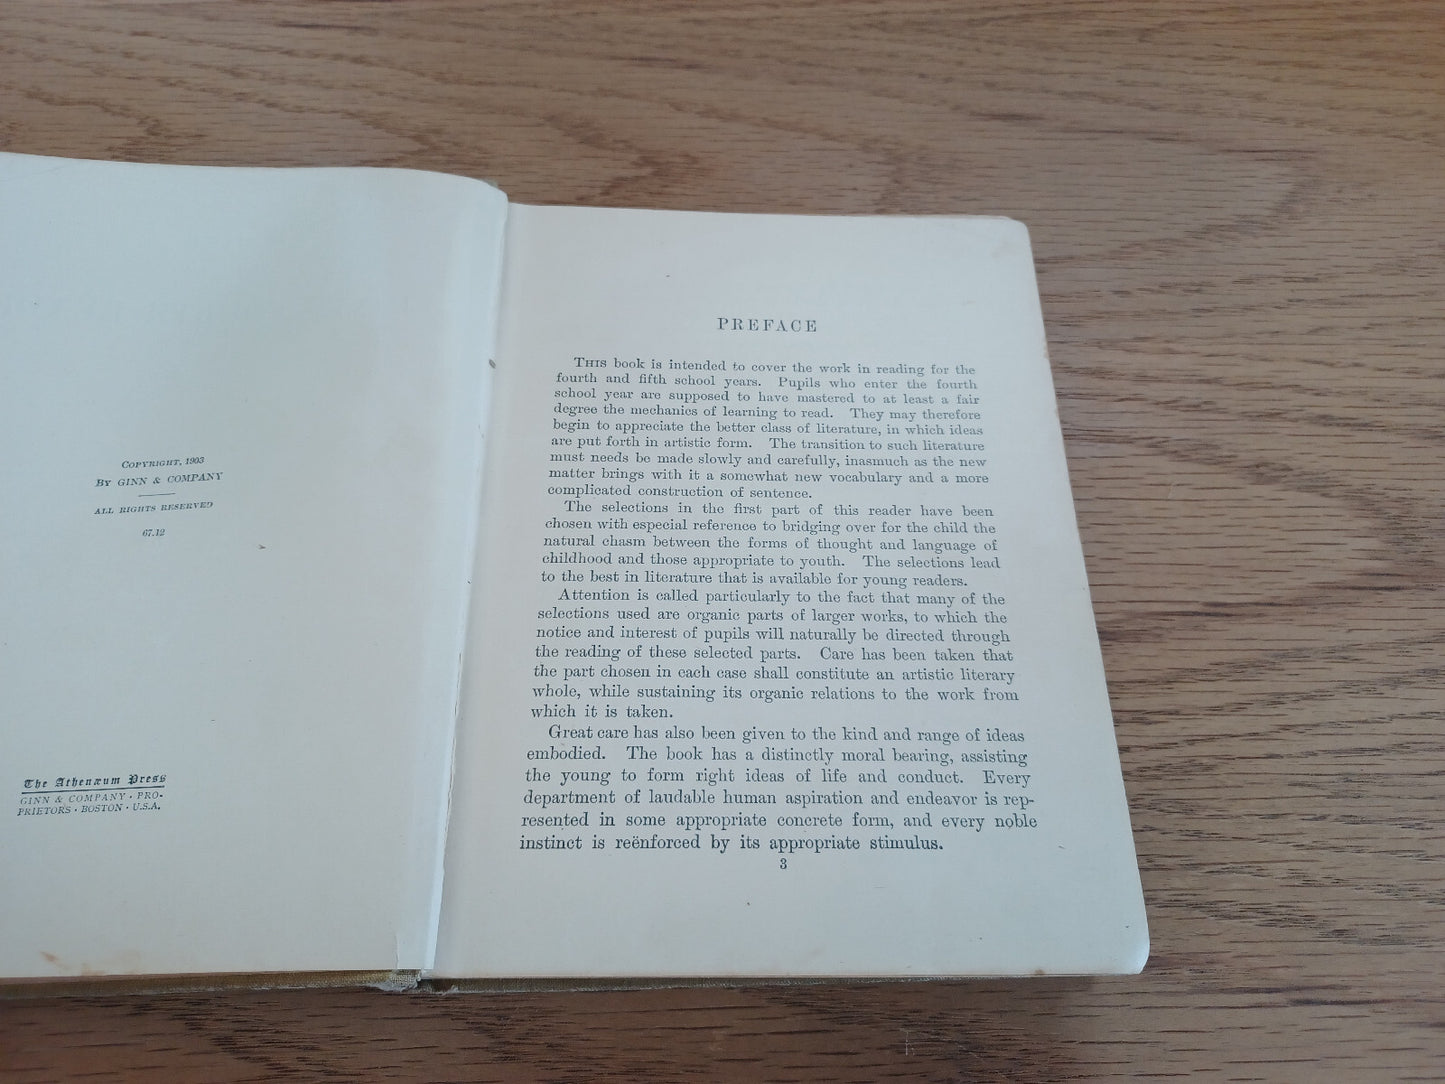 COPYRIGHT, 1903
BY GINN & COMPANY
ALL RIGHTS RESERVED
67.12
The Athenæum Press
GINN & COMPANY · PRO-
PRIETORS · BOSTON · U.S.A.
PREFACE
THIS book is intended to cover the work in reading for the
fourth and fifth school years. Pupils who enter the fourth
school year are supposed to have mastered to at least a fair
degree the mechanics of learning to read. They may therefore
begin to appreciate the better class of literature, in which ideas
are put forth in artistic form. The transition to such literature
must needs be made slowly and carefully, inasmuch as the new
matter brings with it a somewhat new vocabulary and a more
complicated construction of sentence.
The selections in the first part of this reader have been
chosen with especial reference to bridging over for the child the
natural chasm between the forms of thought and language of
childhood and those appropriate to youth. The selections lead
to the best in literature that is available for young readers.
Attention is called particularly to the fact that many of the
selections used are organic parts of larger works, to which the
notice and interest of pupils will naturally be directed through
the reading of these selected parts. Care has been taken that
the part chosen in each case shall constitute an artistic literary
whole, while sustaining its organic relations to the work from
which it is taken.
Great care has also been given to the kind and range of ideas
embodied. The book has a distinctly moral bearing, assisting
the young to form right ideas of life and conduct. Every
department of laudable human aspiration and endeavor is rep-
resented in some appropriate concrete form, and every noble
instinct is reënforced by its appropriate stimulus.
3